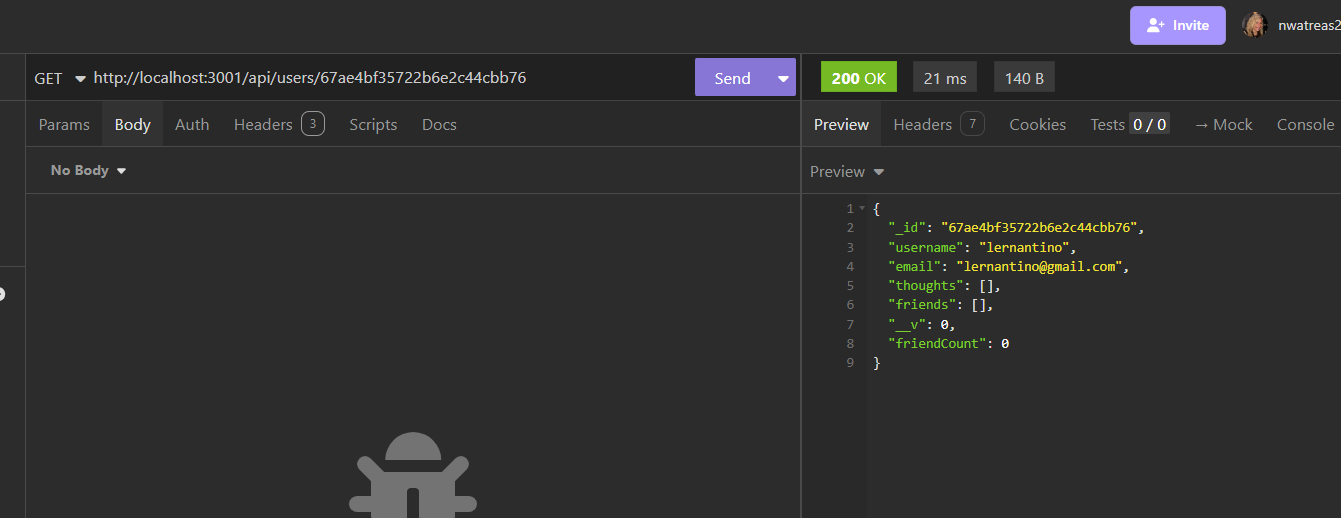 Invite nwatreas2
GET http://localhost:3001/api/users/67ae4bf35722b6e2c44cbb76 Send 200 OK 21 ms 140 B
Params Body Auth Headers 3 Scripts Docs Preview Headers 7 Cookies Tests 0 / 0 → Mock Console
No Body Preview
1 {
2 "_id": "67ae4bf35722b6e2c44cbb76",
3 "username": "lernantino",
4 "email": "lernantino@gmail.com",
5 "thoughts": [],
6 "friends": [],
7 "__v": 0,
8 "friendCount": 0
9 }